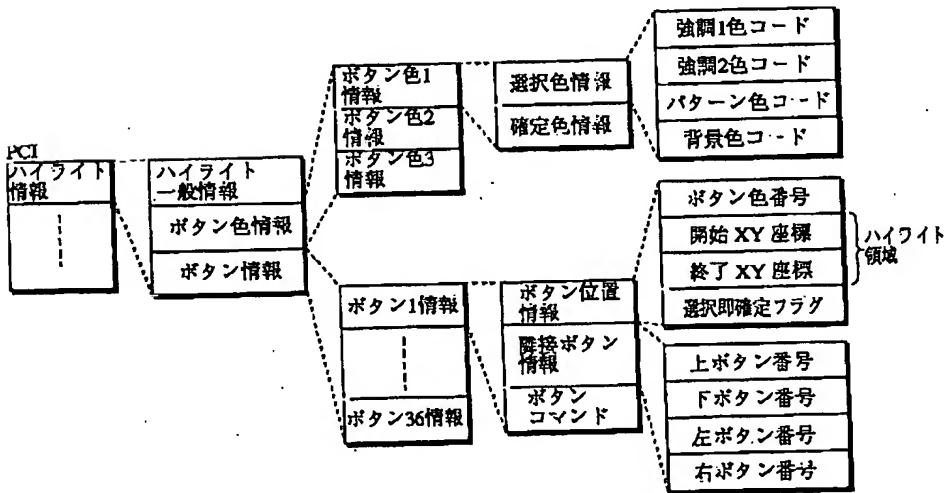 PCI
ハイライト
情報
ハイライト
一般情報
ボタン色情報
ボタン情報
ボタン色1
情報
ボタン色2
情報
ボタン色3
情報
選択色情報
確定色情報
強調1色コード
強調2色コード
パターン色コード
背景色コード
ボタン1情報
ボタン36情報
ボタン位置
情報
隣接ボタン
情報
ボタン
コマンド
ボタン色番号
開始 XY 座標
終了 XY 座標
選択即確定フラグ
ハイライト
領域
上ボタン番号
下ボタン番号
左ボタン番号
右ボタン番号